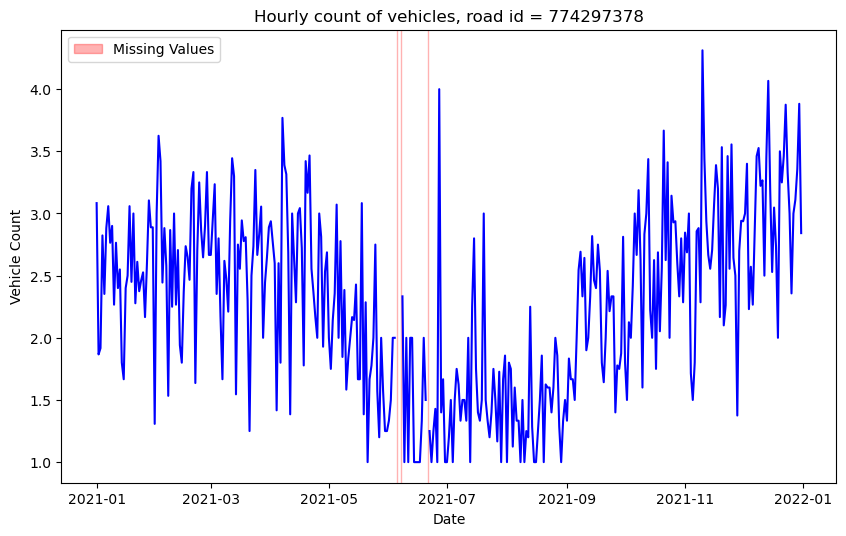 Hourly count of vehicles, road id = 774297378
Missing Values
4.0
3.5
3.0
2.5
2.0
1.5
1.0
Vehicle Count
2021-01 2021-03 2021-05 2021-07 2021-09 2021-11 2022-01
Date